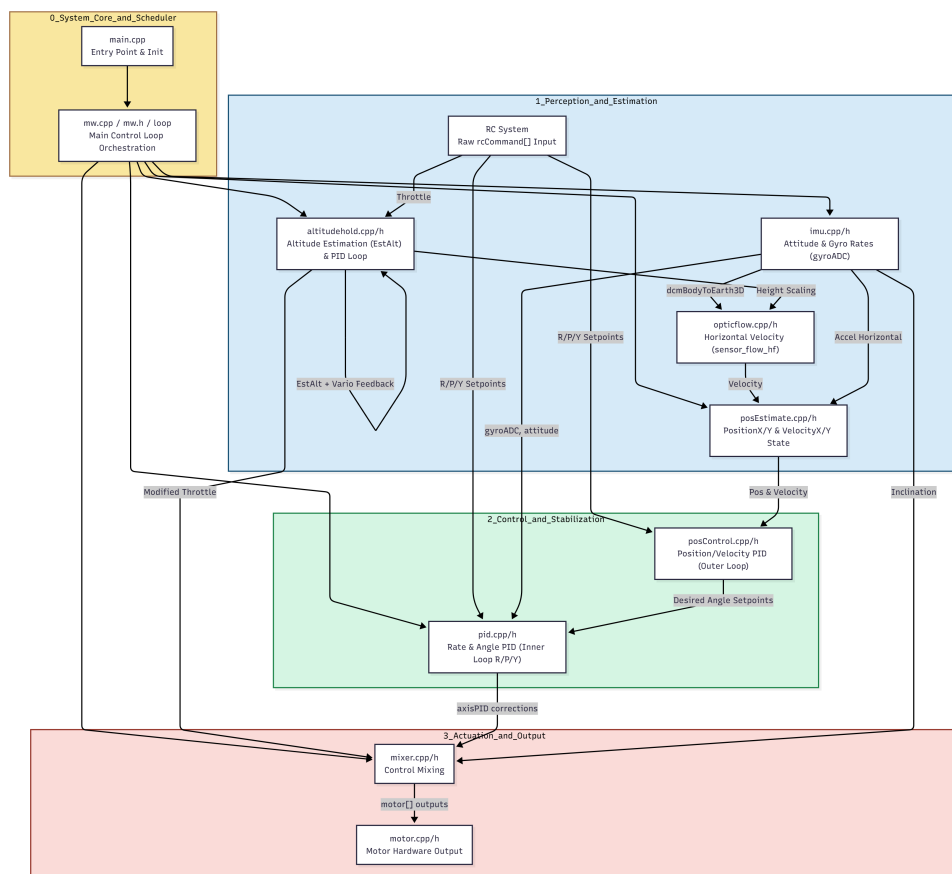 0_System_Core_and_Scheduler
main.cpp
Entry Point & Init
mw.cpp / mw.h / loop
Main Control Loop
Orchestration
1_Perception_and_Estimation
RC System
Raw rcCommand[] Input
Throttle
altitudehold.cpp/h
Altitude Estimation (EstAlt)
& PID Loop
imu.cpp/h
Attitude & Gyro Rates
(gyroADC)
dcmBodyToEarth3D
Height Scaling
opticflow.cpp/h
Horizontal Velocity
(sensor_flow_hf)
R/P/Y Setpoints
Accel Horizontal
EstAlt + Vario Feedback
R/P/Y Setpoints
Velocity
posEstimate.cpp/h
PositionX/Y & VelocityX/Y
State
gyroADC, attitude
Modified Throttle
Pos & Velocity
Inclination
2_Control_and_Stabilization
posControl.cpp/h
Position/Velocity PID
(Outer Loop)
Desired Angle Setpoints
pid.cpp/h
Rate & Angle PID (Inner
Loop R/P/Y)
axisPID corrections
3_Actuation_and_Output
mixer.cpp/h
Control Mixing
motor[] outputs
motor.cpp/h
Motor Hardware Output